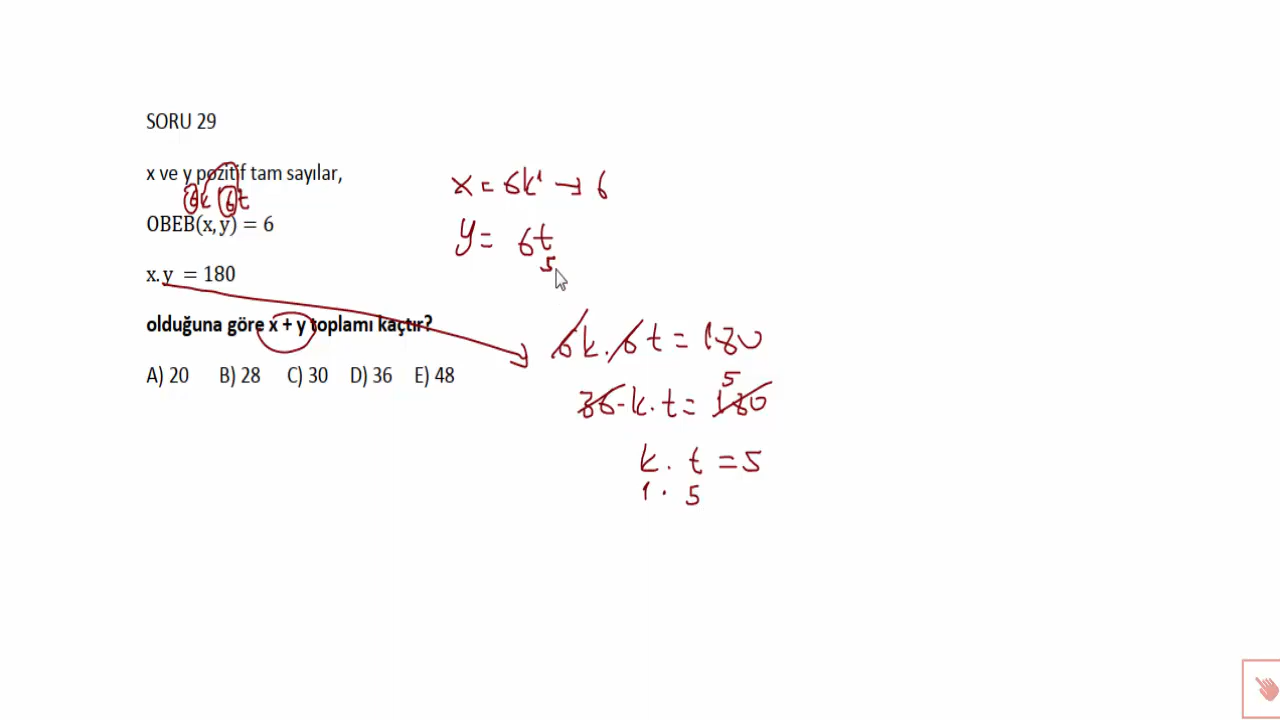 SORU 29
x ve y pozitif tam sayılar,
6k 6t
OBEB(x,y) = 6
x.y = 180
olduğuna göre x + y toplamı kaçtır?
A) 20 B) 28 C) 30 D) 36 E) 48
x = 6k 1 → 6
y = 6t
5
6k . 6t = 180
5
36 . k . t = 180
k . t = 5
1 . 5